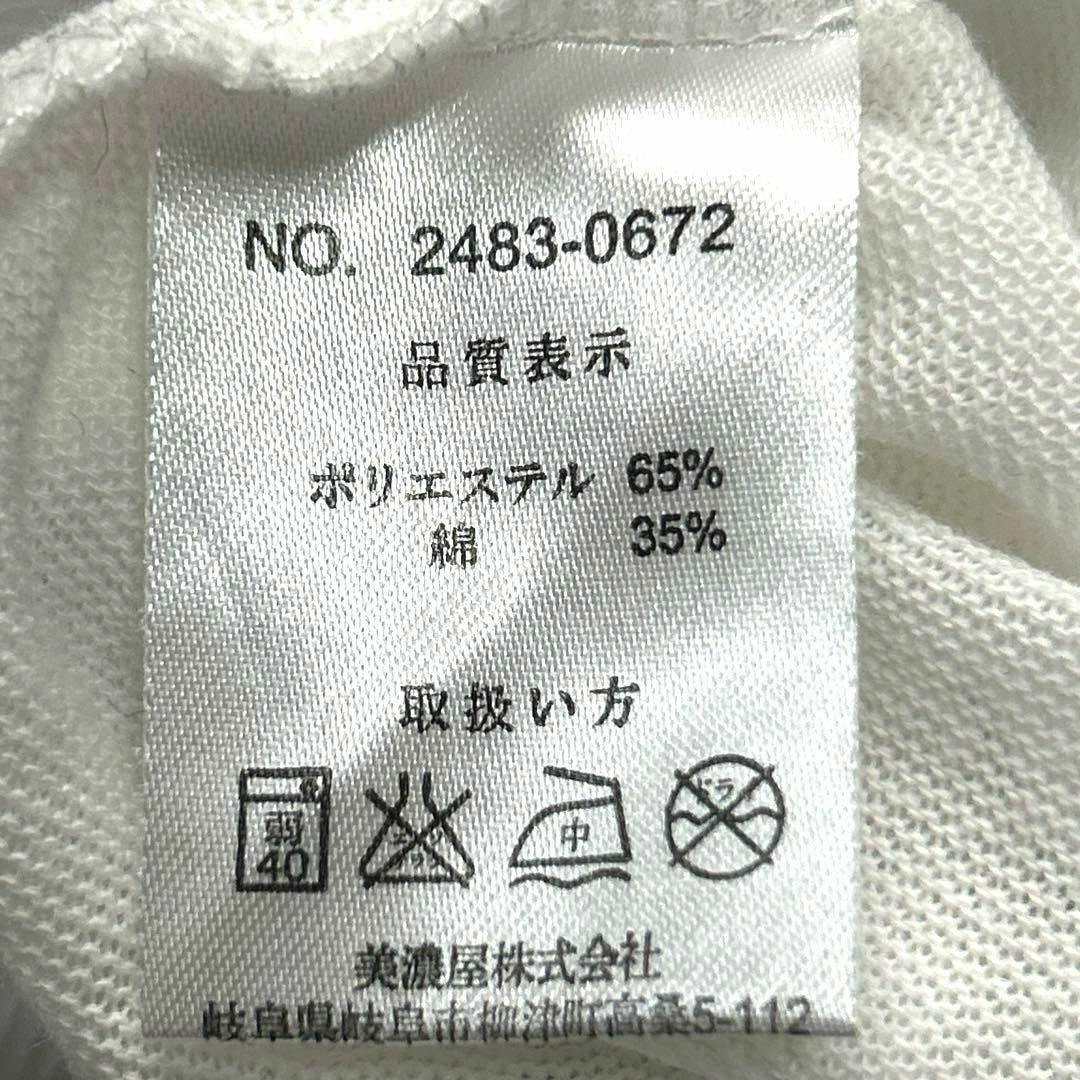 NO. 2483-0672
品質表示
ポリエステル 65%
綿 35%
取扱い方
弱
40
中
ドラ
美濃屋株式会社
岐阜県岐阜市柳津町高桑5-112